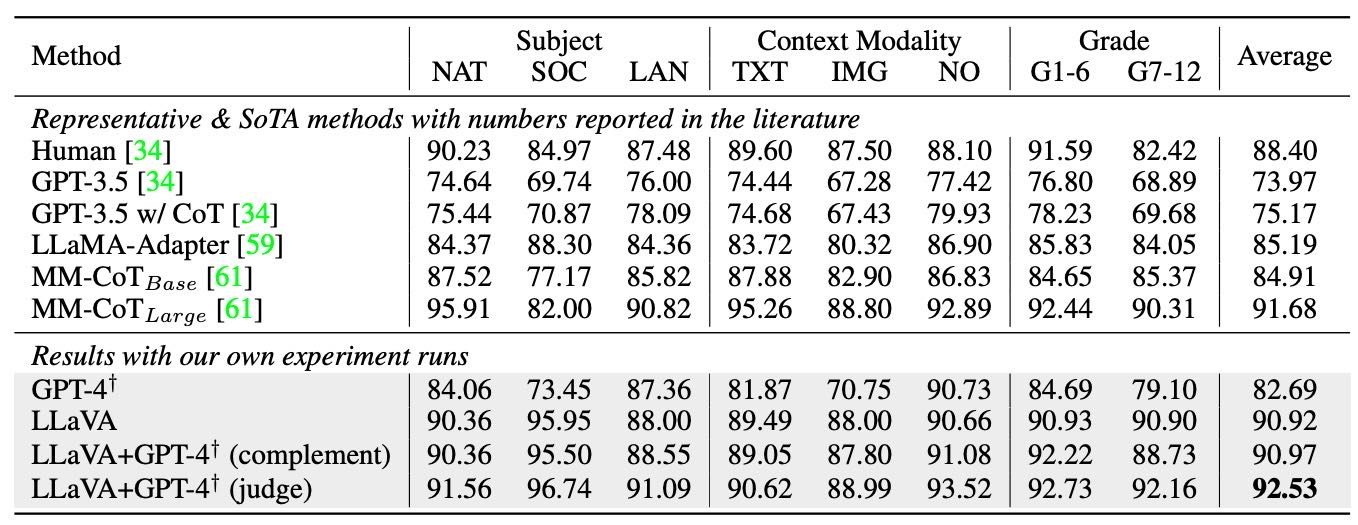 Method Subject Context Modality Grade Average
NAT SOC LAN TXT IMG NO G1-6 G7-12
Representative & SoTA methods with numbers reported in the literature
Human [34] 90.23 84.97 87.48 89.60 87.50 88.10 91.59 82.42 88.40
GPT-3.5 [34] 74.64 69.74 76.00 74.44 67.28 77.42 76.80 68.89 73.97
GPT-3.5 w/ CoT [34] 75.44 70.87 78.09 74.68 67.43 79.93 78.23 69.68 75.17
LLaMA-Adapter [59] 84.37 88.30 84.36 83.72 80.32 86.90 85.83 84.05 85.19
MM-CoT Base [61] 87.52 77.17 85.82 87.88 82.90 86.83 84.65 85.37 84.91
MM-CoT Large [61] 95.91 82.00 90.82 95.26 88.80 92.89 92.44 90.31 91.68
Results with our own experiment runs
GPT-4† 84.06 73.45 87.36 81.87 70.75 90.73 84.69 79.10 82.69
LLaVA 90.36 95.95 88.00 89.49 88.00 90.66 90.93 90.90 90.92
LLaVA+GPT-4† (complement) 90.36 95.50 88.55 89.05 87.80 91.08 92.22 88.73 90.97
LLaVA+GPT-4† (judge) 91.56 96.74 91.09 90.62 88.99 93.52 92.73 92.16 92.53